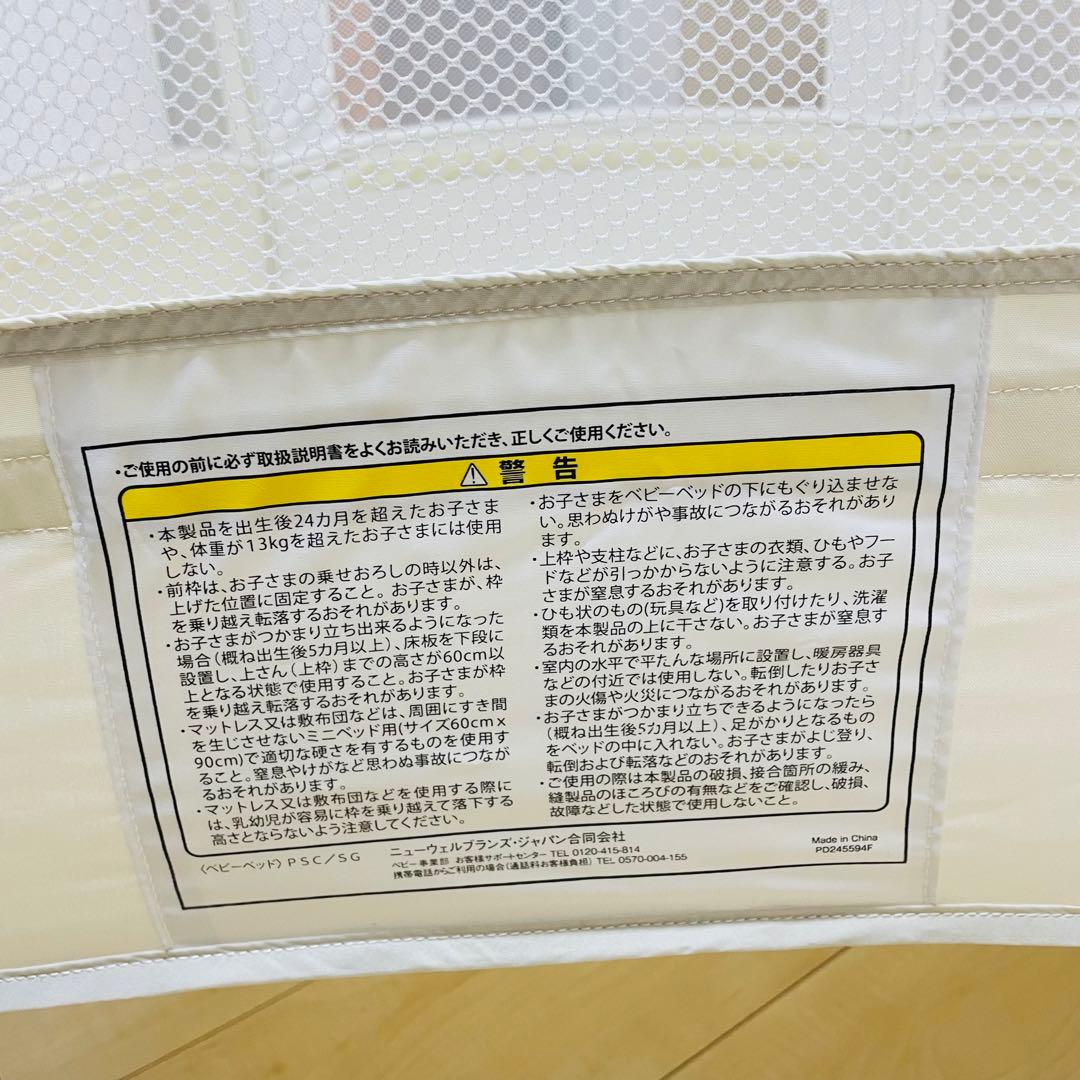 ・ご使用の前に必ず取扱説明書をよくお読みいただき、正しくご使用ください。
警告
・本製品を出生後24カ月を超えたお子さま
や、体重が13kgを超えたお子さまには使用
しない。
・前枠は、お子さまの乗せおろしの時以外は、
上げた位置に固定すること。お子さまが、枠
を乗り越え転落するおそれがあります。
・お子さまがつかまり立ち出来るようになった
場合（概ね出生後5カ月以上）、床板を下段に
設置し、上さん（上枠）までの高さが60cm以
上となる状態で使用すること。お子さまが枠
を乗り越え転落するおそれがあります。
・マットレス又は敷布団などは、周囲にすき間
を生じさせないミニベッド用(サイズ60cmｘ
90cm)で適切な硬さを有するものを使用す
ること。窒息やけがなど思わぬ事故につなが
るおそれがあります。
・マットレス又は敷布団などを使用する際に
は、乳幼児が容易に枠を乗り越えて落下する
高さとならないよう注意してください。
・お子さまをベビーベッドの下にもぐり込ませな
い。思わぬけがや事故につながるおそれがあり
ます。
・上枠や支柱などに、お子さまの衣類、ひもやフー
ドなどが引っかからないように注意する。お子
さまが窒息するおそれがあります。
・ひも状のもの(玩具など)を取り付けたり、洗濯
類を本製品の上に干さない。お子さまが窒息す
るおそれがあります。
・室内の水平で平たんな場所に設置し、暖房器具
などの付近では使用しない。転倒したりお子さ
まの火傷や火災につながるおそれがあります。
・お子さまがつかまり立ちできるようになったら
（概ね出生後5カ月以上）、足がかりとなるもの
をベッドの中に入れない。お子さまがよじ登り、
転倒および転落などのおそれがあります。
・ご使用の際は本製品の破損、接合箇所の緩み、
縫製品のほころびの有無などをご確認し、破損、
故障などした状態で使用しないこと。
〈ベビーベッド〉PSC／SG
ニューウェルブランズ・ジャパン合同会社
ベビー事業部 お客様サポートセンター TEL 0120-415-814
携帯電話からご利用の場合（通話料お客様負担） TEL 0570-004-155
Made in China
PD245594F